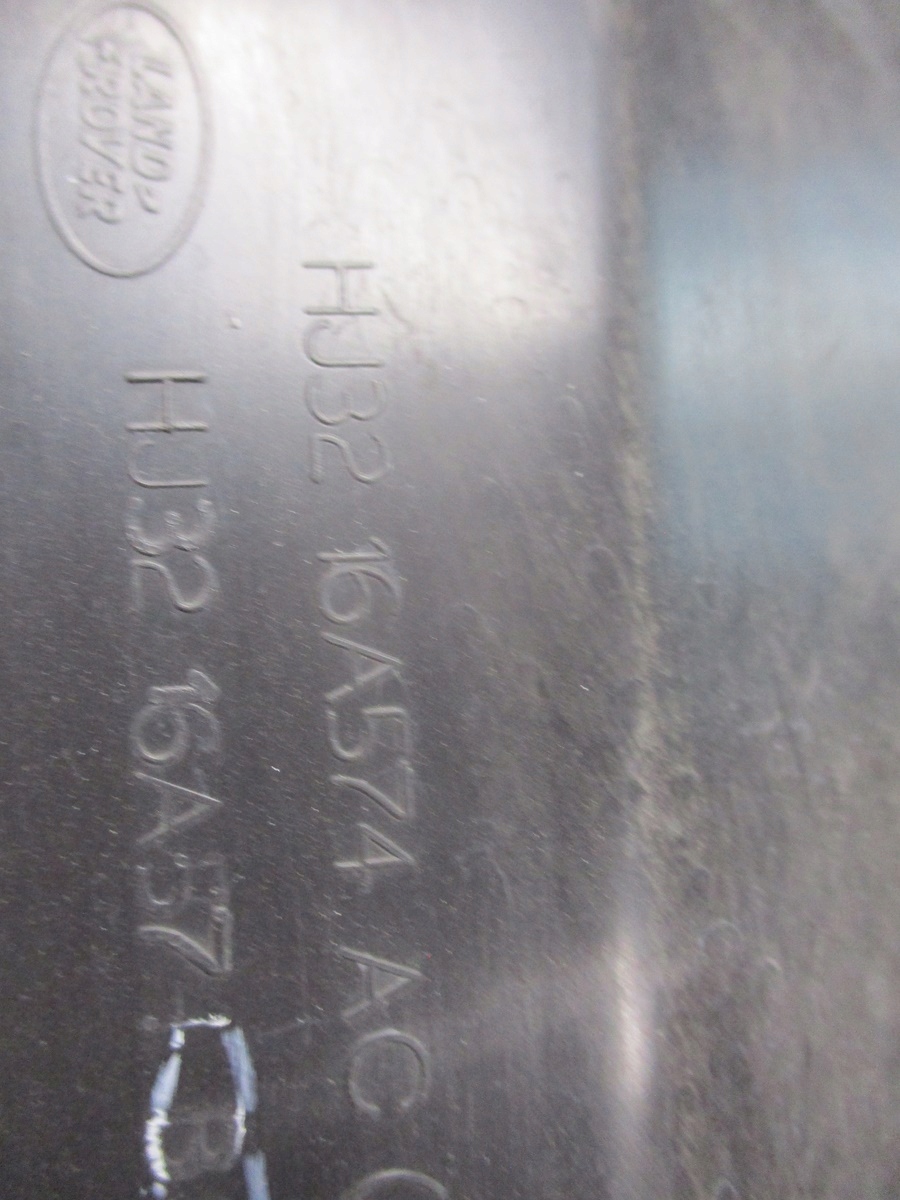 LAND-
ROVER
HJ32 16A574 AC
HJ32 16A57